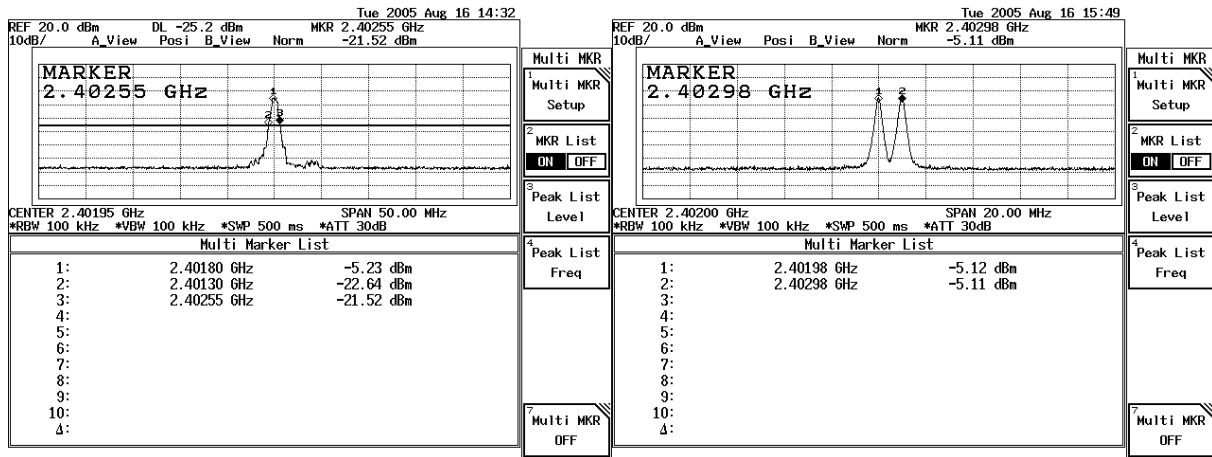 Tue 2005 Aug 16 14:32
REF 20.0 dBm DL -25.2 dBm MKR 2.40255 GHz
10dB/ A_View Posi B_View Norm -21.52 dBm
MARKER
2.40255 GHz
1
2 3
CENTER 2.40195 GHz SPAN 50.00 MHz
*RBW 100 kHz *VBW 100 kHz *SWP 500 ms *ATT 30dB
Multi Marker List
1: 2.40180 GHz -5.23 dBm
2: 2.40130 GHz -22.64 dBm
3: 2.40255 GHz -21.52 dBm
4:
5:
6:
7:
8:
9:
10:
Δ:
Multi MKR
1 Multi MKR
Setup
2 MKR List
ON OFF
3 Peak List
Level
4 Peak List
Freq
7 Multi MKR
OFF
Tue 2005 Aug 16 15:49
REF 20.0 dBm MKR 2.40298 GHz
10dB/ A_View Posi B_View Norm -5.11 dBm
MARKER
2.40298 GHz
1 2
CENTER 2.40200 GHz SPAN 20.00 MHz
*RBW 100 kHz *VBW 100 kHz *SWP 500 ms *ATT 30dB
Multi Marker List
1: 2.40198 GHz -5.12 dBm
2: 2.40298 GHz -5.11 dBm
3:
4:
5:
6:
7:
8:
9:
10:
Δ:
Multi MKR
1 Multi MKR
Setup
2 MKR List
ON OFF
3 Peak List
Level
4 Peak List
Freq
7 Multi MKR
OFF